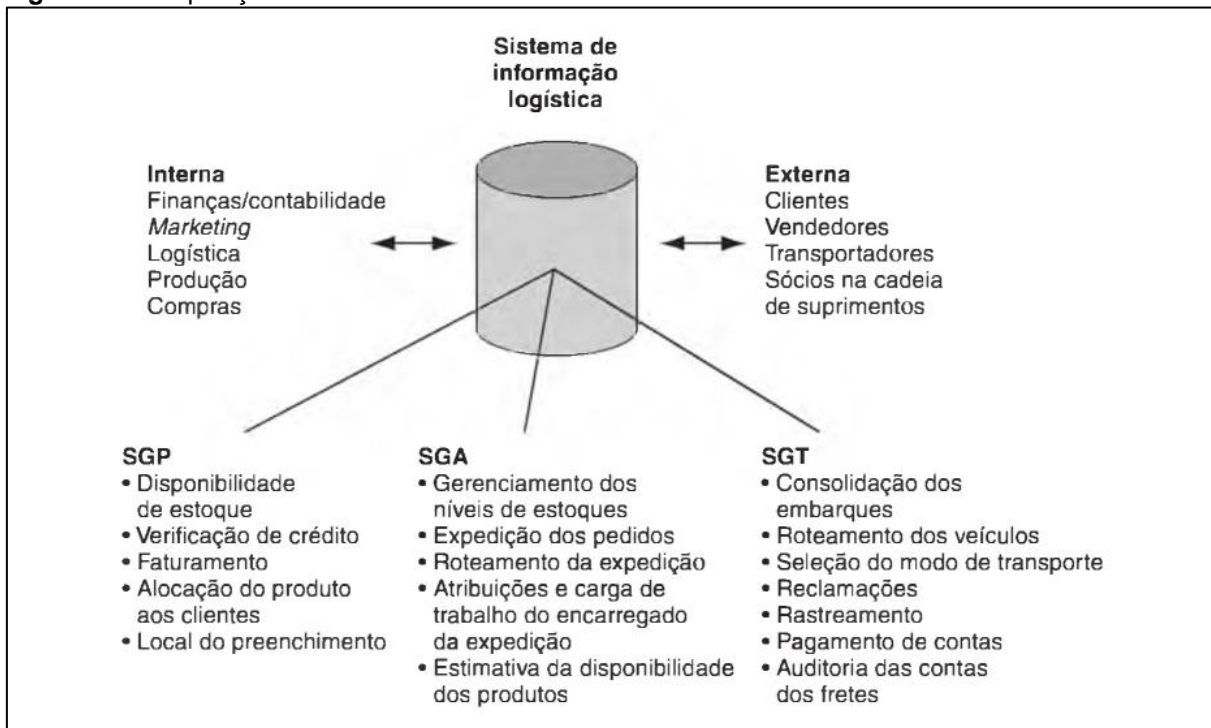 Sistema de
informação
logística
Interna
Finanças/contabilidade
Marketing
Logística
Produção
Compras
Externa
Clientes
Vendedores
Transportadores
Sócios na cadeia
de suprimentos
SGP
• Disponibilidade
de estoque
• Verificação de crédito
• Faturamento
• Alocação do produto
aos clientes
• Local do preenchimento
SGA
• Gerenciamento dos
níveis de estoques
• Expedição dos pedidos
• Roteamento da expedição
• Atribuições e carga de
trabalho do encarregado
da expedição
• Estimativa da disponibilidade
dos produtos
SGT
• Consolidação dos
embarques
• Roteamento dos veículos
• Seleção do modo de transporte
• Reclamações
• Rastreamento
• Pagamento de contas
• Auditoria das contas
dos fretes